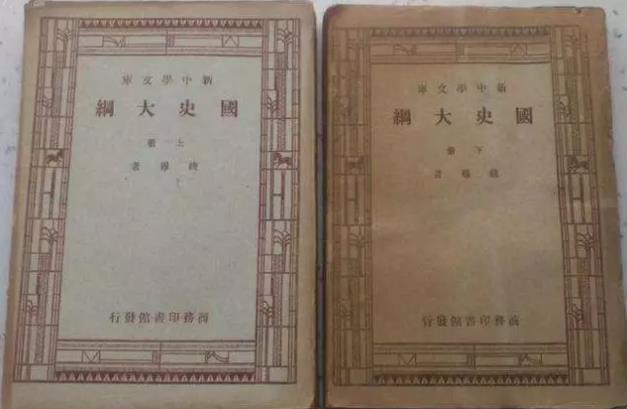 新中學文庫
國史大綱
上冊
錢穆著
商務印書館發行
新中學文庫
國史大綱
下冊
錢穆著
商務印書館發行